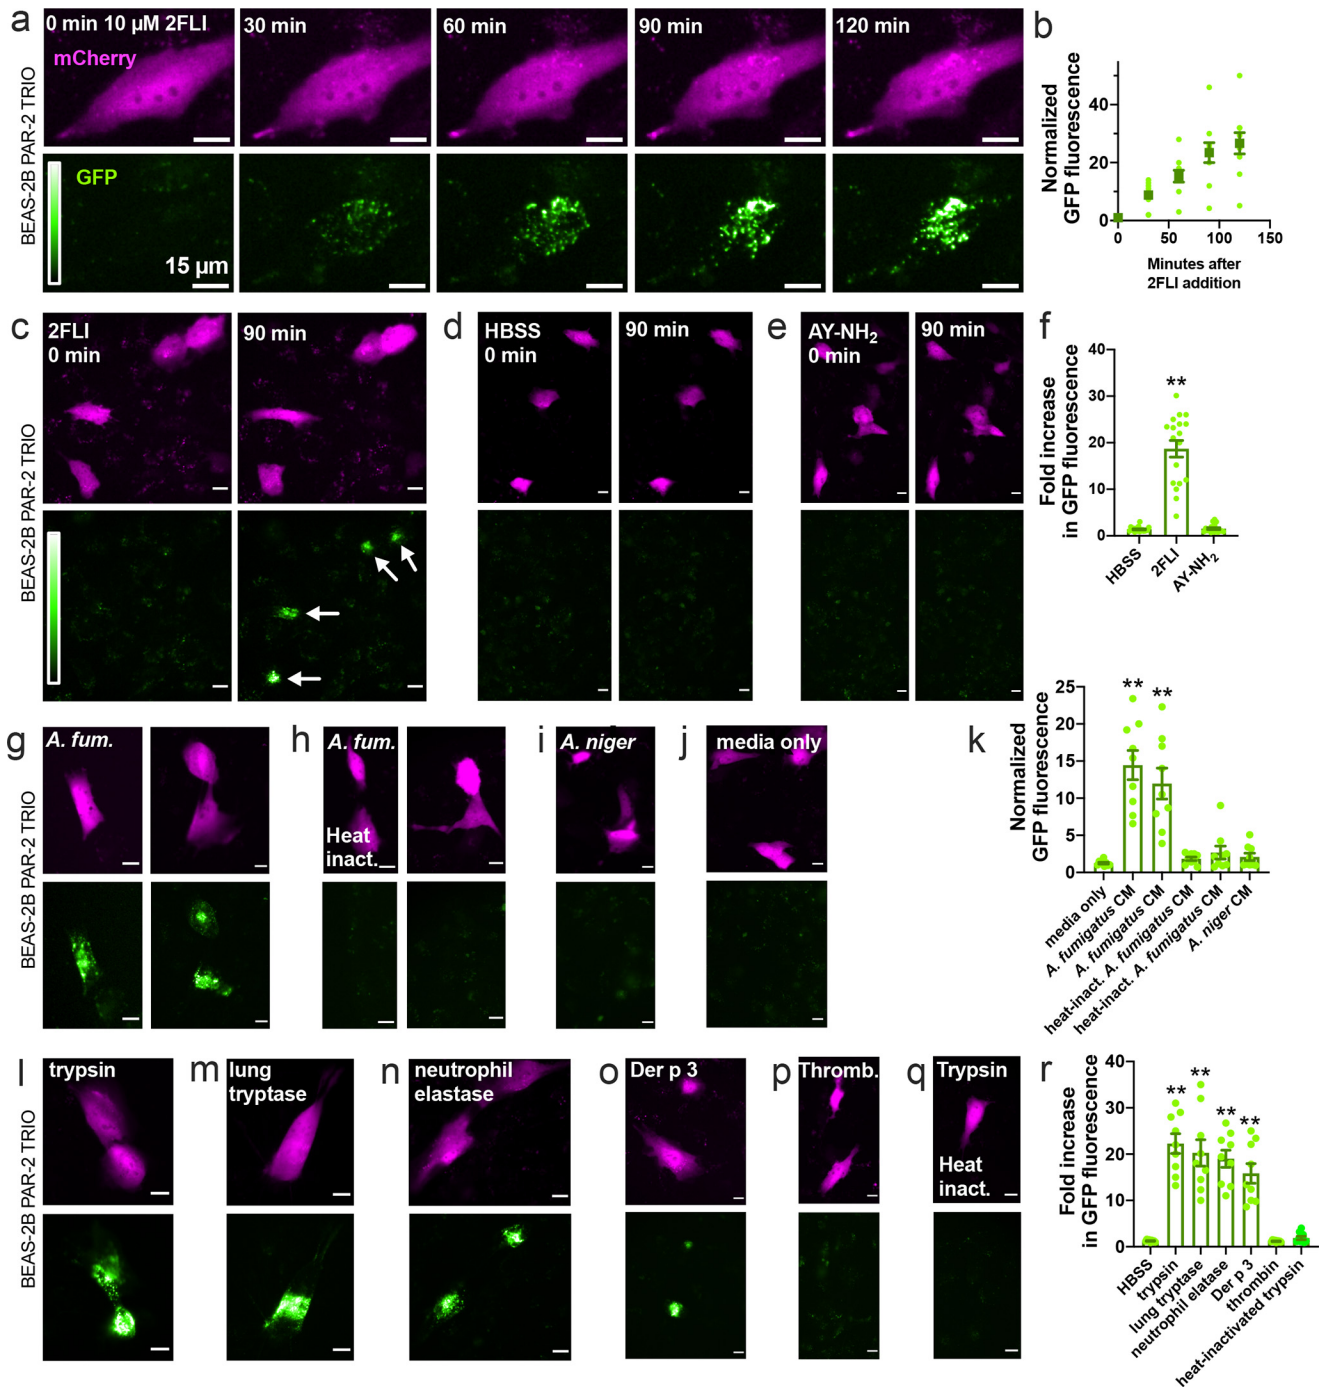 a
BEAS-2B PAR-2 TRIO
0 min 10 µM 2FLI
mCherry
30 min
60 min
90 min
120 min
GFP
15 µm
b
Normalized
GFP fluorescence
40
20
0
0
50
100
150
Minutes after
2FLI addition
c
BEAS-2B PAR-2 TRIO
2FLI
0 min
90 min
d
HBSS
0 min
90 min
e
AY-NH₂
0 min
90 min
f
Fold increase
in GFP fluorescence
40
30
20
10
0
**
HBSS
2FLI
AY-NH₂
g
BEAS-2B PAR-2 TRIO
A. fum.
h
A. fum.
Heat
inact.
i
A. niger
j
media only
k
Normalized
GFP fluorescence
25
20
15
10
5
0
**
**
media only
A. fumigatus CM
A. fumigatus CM
heat-inact. A. fumigatus CM
heat-inact. A. fumigatus CM
A. niger CM
l
BEAS-2B PAR-2 TRIO
trypsin
m
lung
tryptase
n
neutrophil
elastase
o
Der p 3
p
Thromb.
q
Trypsin
Heat
inact.
r
Fold increase
in GFP fluorescence
40
30
20
10
0
**
**
**
**
HBSS
trypsin
lung tryptase
neutrophil elatase
Der p 3
thrombin
heat-inactivated trypsin